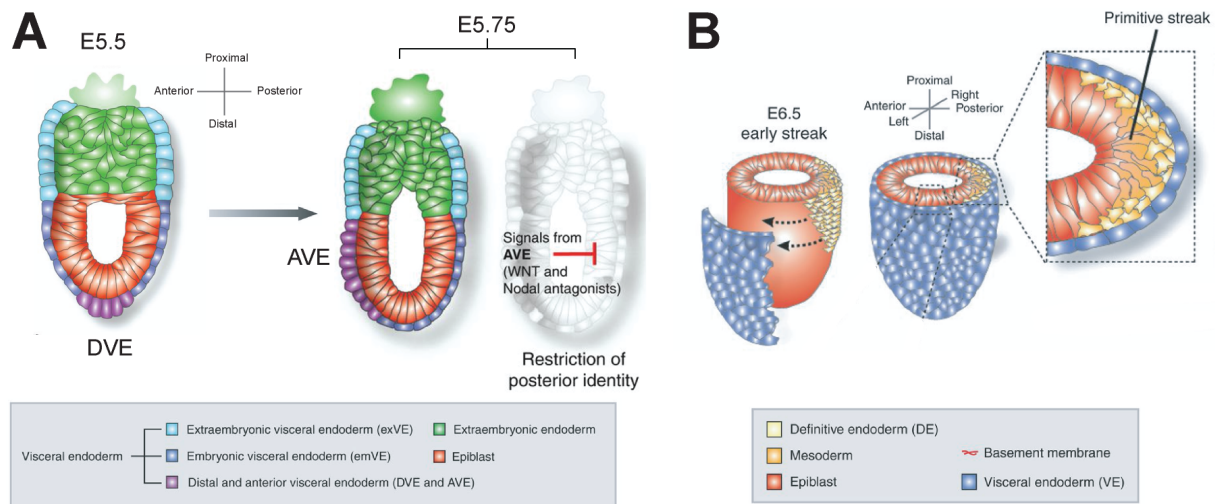 A
E5.5
Proximal
Anterior
Posterior
Distal
DVE
E5.75
AVE
Signals from
AVE
(WNT and
Nodal antagonists)
Restriction of
posterior identity
Visceral endoderm
Extraembryonic visceral endoderm (exVE)
Embryonic visceral endoderm (emVE)
Distal and anterior visceral endoderm (DVE and AVE)
Extraembryonic endoderm
Epiblast
B
E6.5
early streak
Proximal
Right
Anterior
Posterior
Left
Distal
Primitive streak
Definitive endoderm (DE)
Mesoderm
Epiblast
Basement membrane
Visceral endoderm (VE)